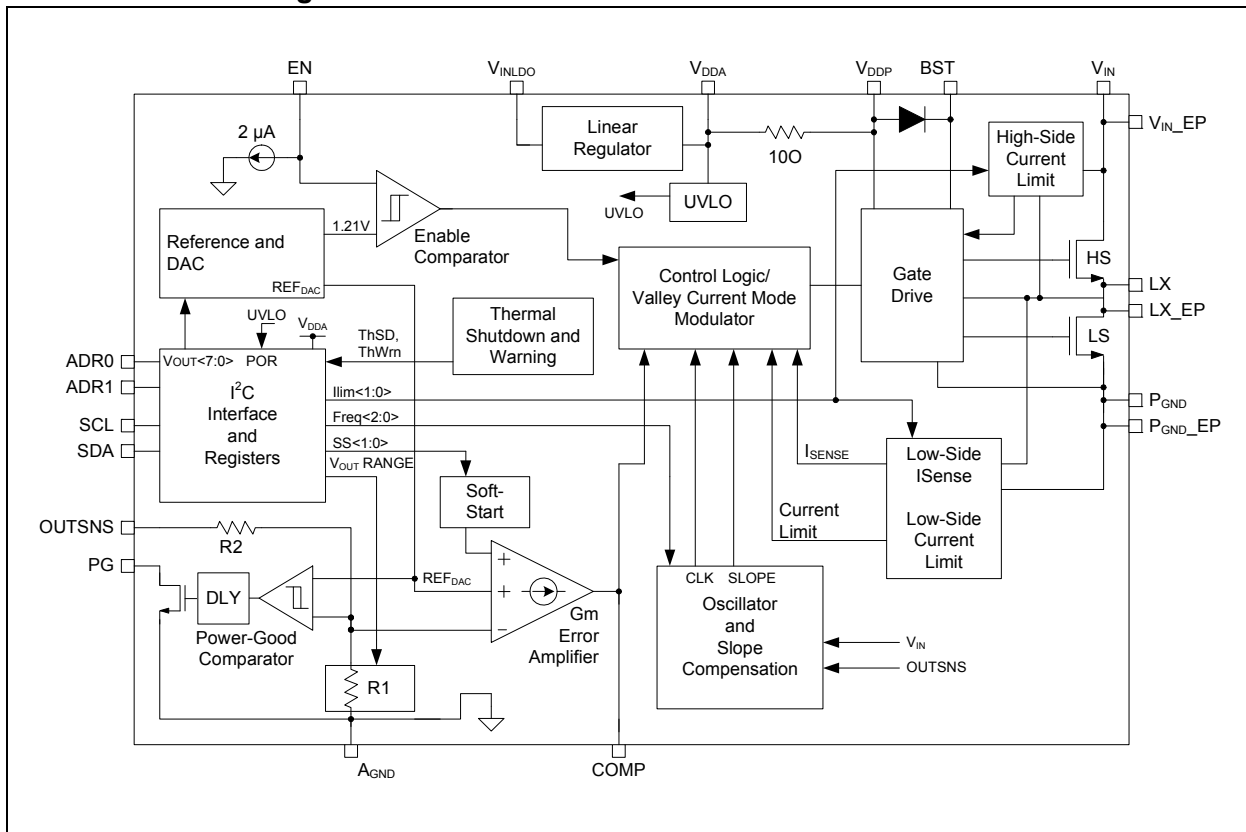 g
EN
VINLDO
VDDA
VDDP
BST
VIN
2 µA
Linear
Regulator
10O
High-Side
Current
Limit
VIN_EP
UVLO
UVLO
1.21V
Enable
Comparator
Reference and
DAC
REFDAC
Control Logic/
Valley Current Mode
Modulator
Gate
Drive
HS
LX
LX_EP
LS
UVLO
VDDA
ThSD,
ThWrn
Thermal
Shutdown and
Warning
ADR0
ADR1
SCL
SDA
VOUT<7:0>
POR
I2C
Interface
and
Registers
Ilim<1:0>
Freq<2:0>
SS<1:0>
VOUT RANGE
PGND
PGND_EP
ISENSE
Low-Side
ISense
Low-Side
Current
Limit
Current
Limit
Soft-
Start
OUTSNS
R2
PG
DLY
Power-Good
Comparator
REFDAC
+
+
−
Gm
Error
Amplifier
CLK
SLOPE
Oscillator
and
Slope
Compensation
VIN
OUTSNS
R1
AGND
COMP